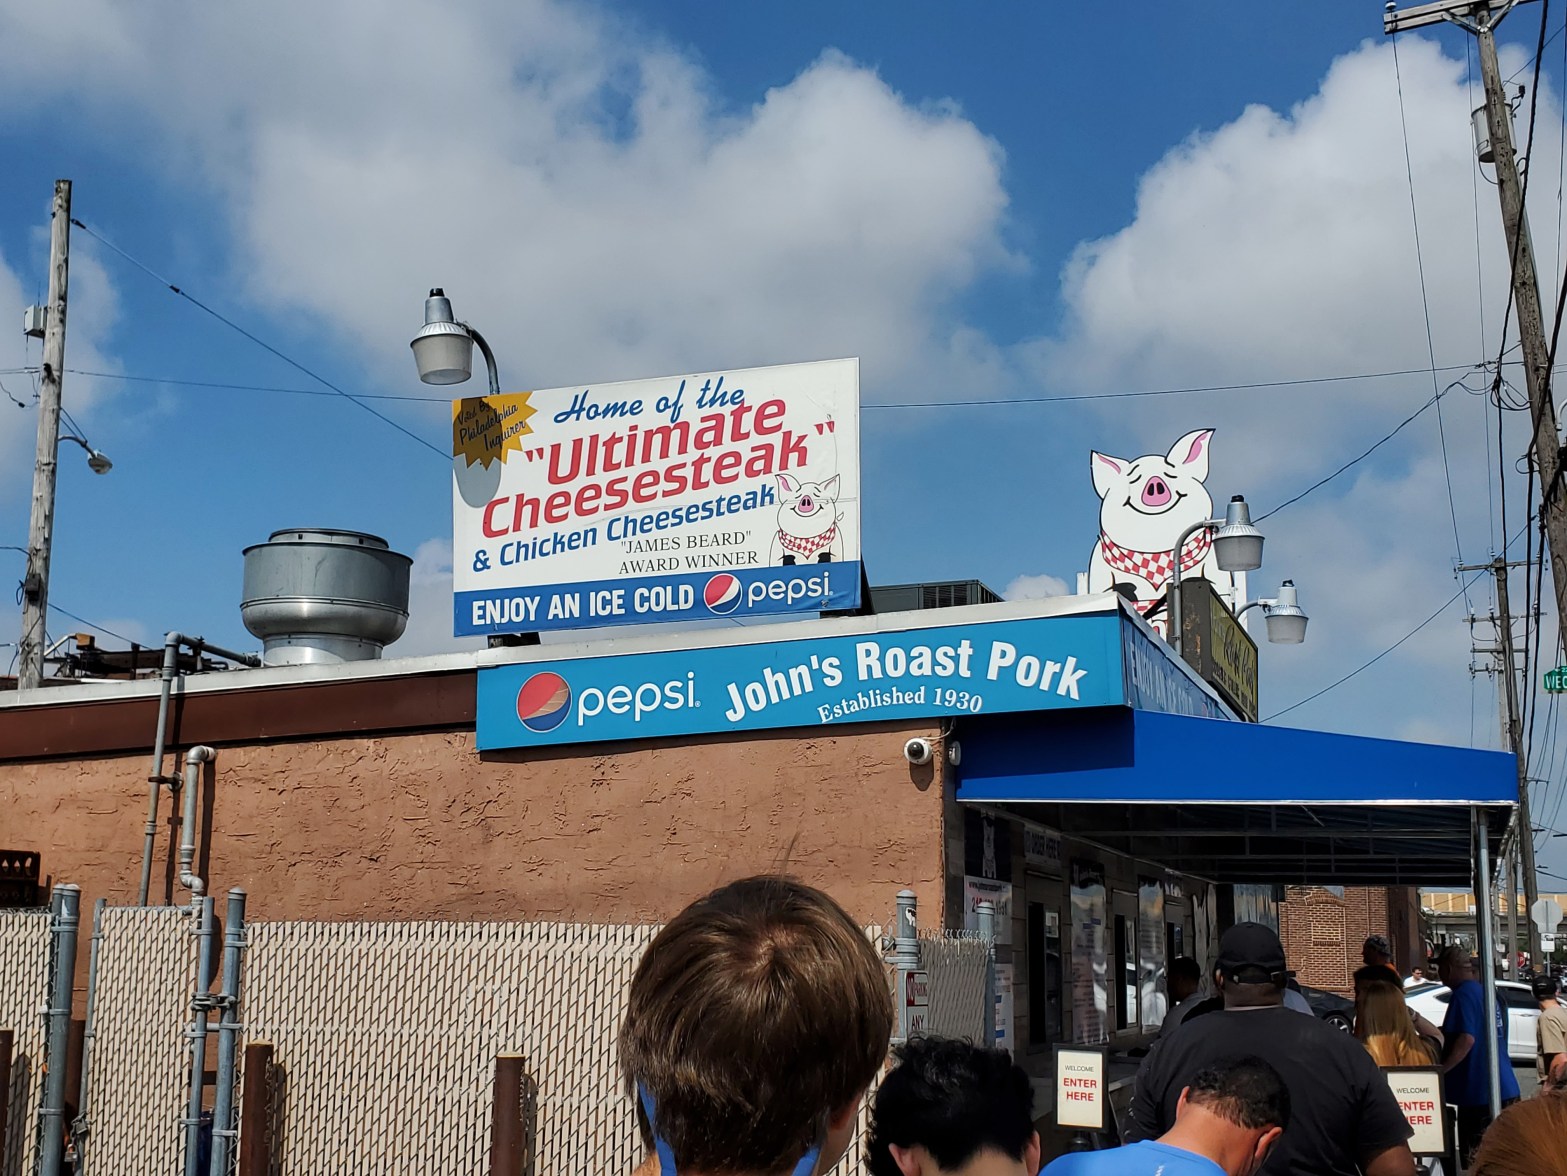 Voted By
Philadelphia
Inquirer
Home of the
"Ultimate
Cheesesteak"
& Chicken Cheesesteak
"JAMES BEARD"
AWARD WINNER
ENJOY AN ICE COLD pepsi
pepsi John's Roast Pork
Established 1930
WELCOME
ENTER
HERE
WELCOME
ENTER
HERE
ANY